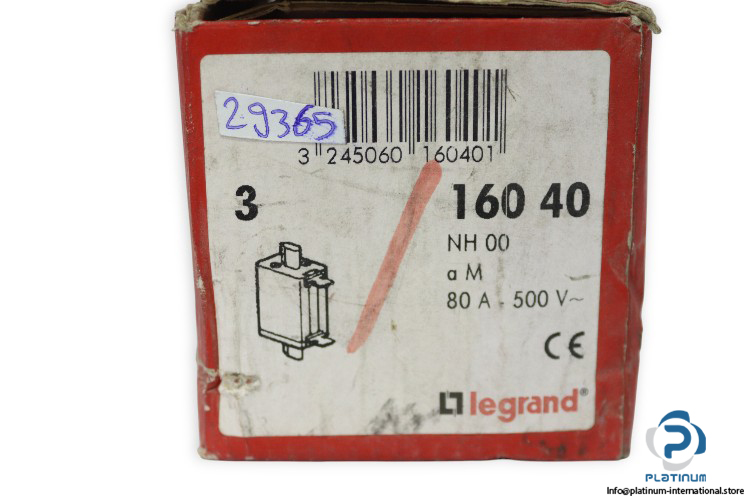 29365
3 245060 160401
3
160 40
NH 00
aM
80 A - 500 V~
CE
legrand®
PLATINUM
Info@platinum-international.store